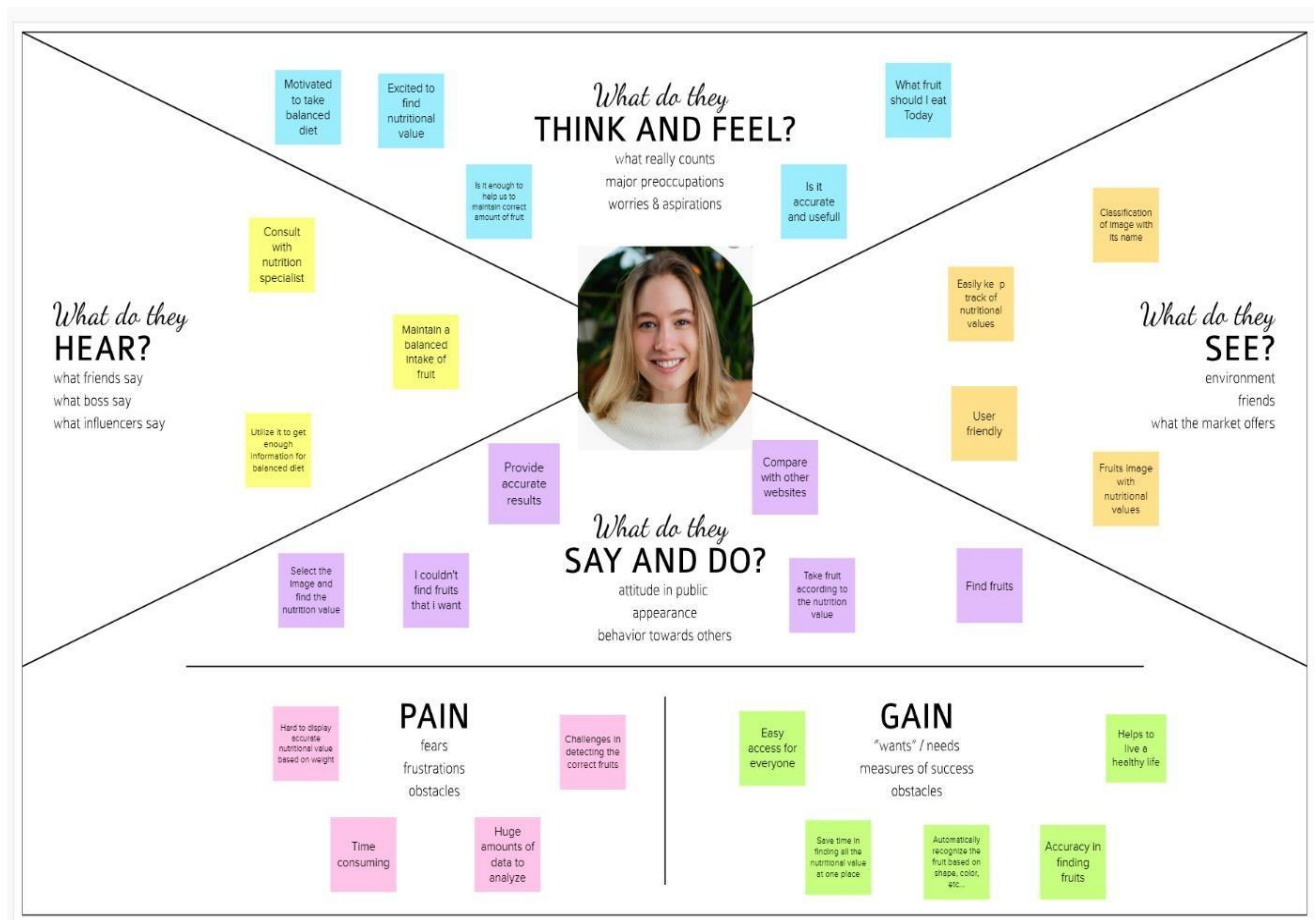 What do they
THINK AND FEEL?
what really counts
major preoccupations
worries & aspirations
Motivated
to take
balanced
diet
Excited to
find
nutritional
value
Is it enough to
help us to
maintain correct
amount of fruit
Is it
accurate
and usefull
What fruit
should I eat
Today
What do they
HEAR?
what friends say
what boss say
what influencers say
Consult
with
nutrition
specialist
Maintain a
balanced
intake of
fruit
Utilize it to get
enough
information for
balanced diet
What do they
SEE?
environment
friends
what the market offers
Classification
of image with
its name
Easily ke p
track of
nutritional
values
User
friendly
Fruits image
with
nutritional
values
What do they
SAY AND DO?
attitude in public
appearance
behavior towards others
Provide
accurate
results
Compare
with other
websites
Select the
image and
find the
nutrition value
I couldn't
find fruits
that i want
Take fruit
according to
the nutrition
value
Find fruits
PAIN
fears
frustrations
obstacles
Hard to display
accurate
nutritional value
based on weight
Challenges in
detecting the
correct fruits
Time
consuming
Huge
amounts of
data to
analyze
GAIN
"wants" / needs
measures of success
obstacles
Easy
access for
everyone
Helps to
live a
healthy life
Save time in
finding all the
nutritional value
at one place
Automatically
recognize the
fruit based on
shape, color,
etc...
Accuracy in
finding
fruits